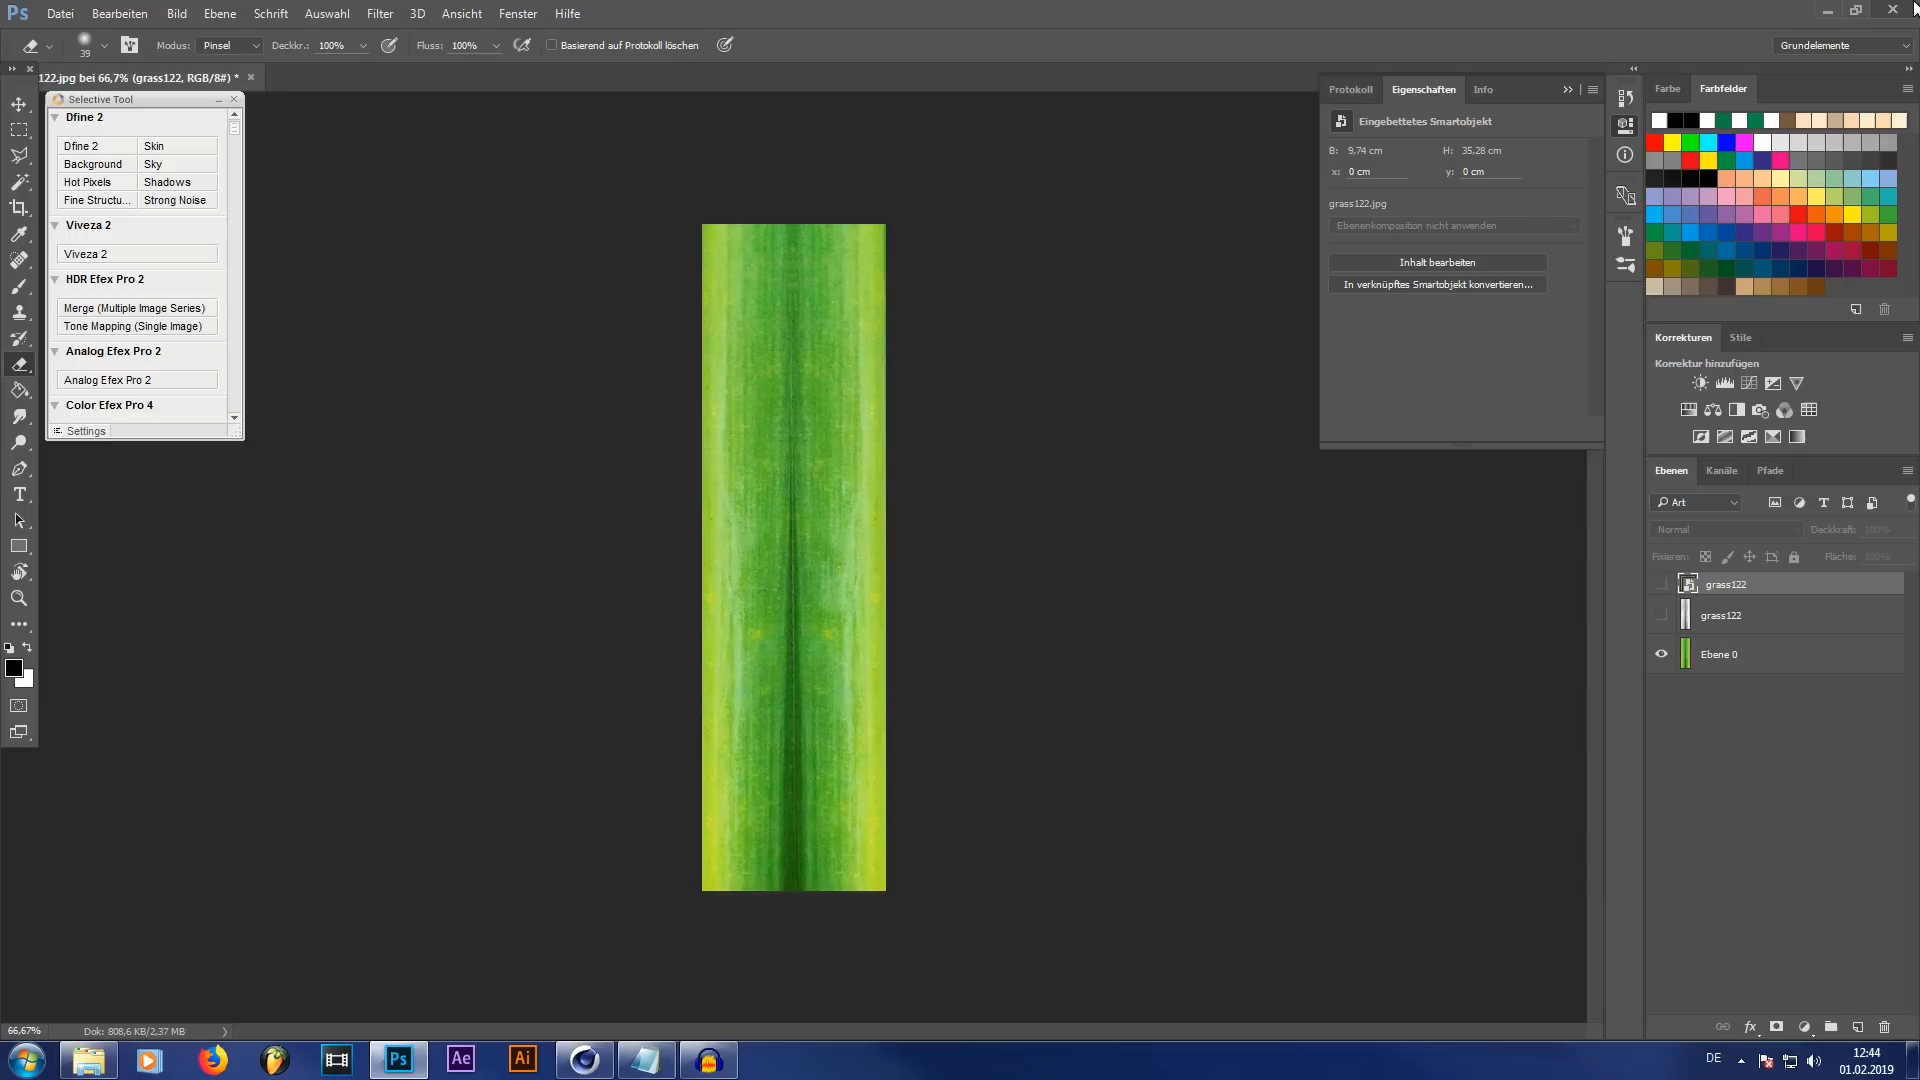 Ps Datei Bearbeiten Bild Ebene Schrift Auswahl Filter 3D Ansicht Fenster Hilfe
39 Modus: Pinsel Deckkr.: 100% Fluss: 100% Basierend auf Protokoll löschen Grundelemente
122.jpg bei 66,7% (grass122, RGB/8#) *
Selective Tool
Dfine 2
Dfine 2 Skin
Background Sky
Hot Pixels Shadows
Fine Structu... Strong Noise
Viveza 2
Viveza 2
HDR Efex Pro 2
Merge (Multiple Image Series)
Tone Mapping (Single Image)
Analog Efex Pro 2
Analog Efex Pro 2
Color Efex Pro 4
Settings
Protokoll Eigenschaften Info
Eingebettetes Smartobjekt
B: 9,74 cm H: 35,28 cm
x: 0 cm y: 0 cm
grass122.jpg
Ebenenkomposition nicht anwenden
Inhalt bearbeiten
In verknüpftes Smartobjekt konvertieren...
Farbe Farbfelder
Korrekturen Stile
Korrektur hinzufügen
Ebenen Kanäle Pfade
Art
Normal Deckkraft: 100%
Fixieren: Fläche: 100%
grass122
grass122
Ebene 0
fx
66,67% Dok: 808,6 KB/2,37 MB
Ps Ae Ai
DE
12:44
01.02.2019